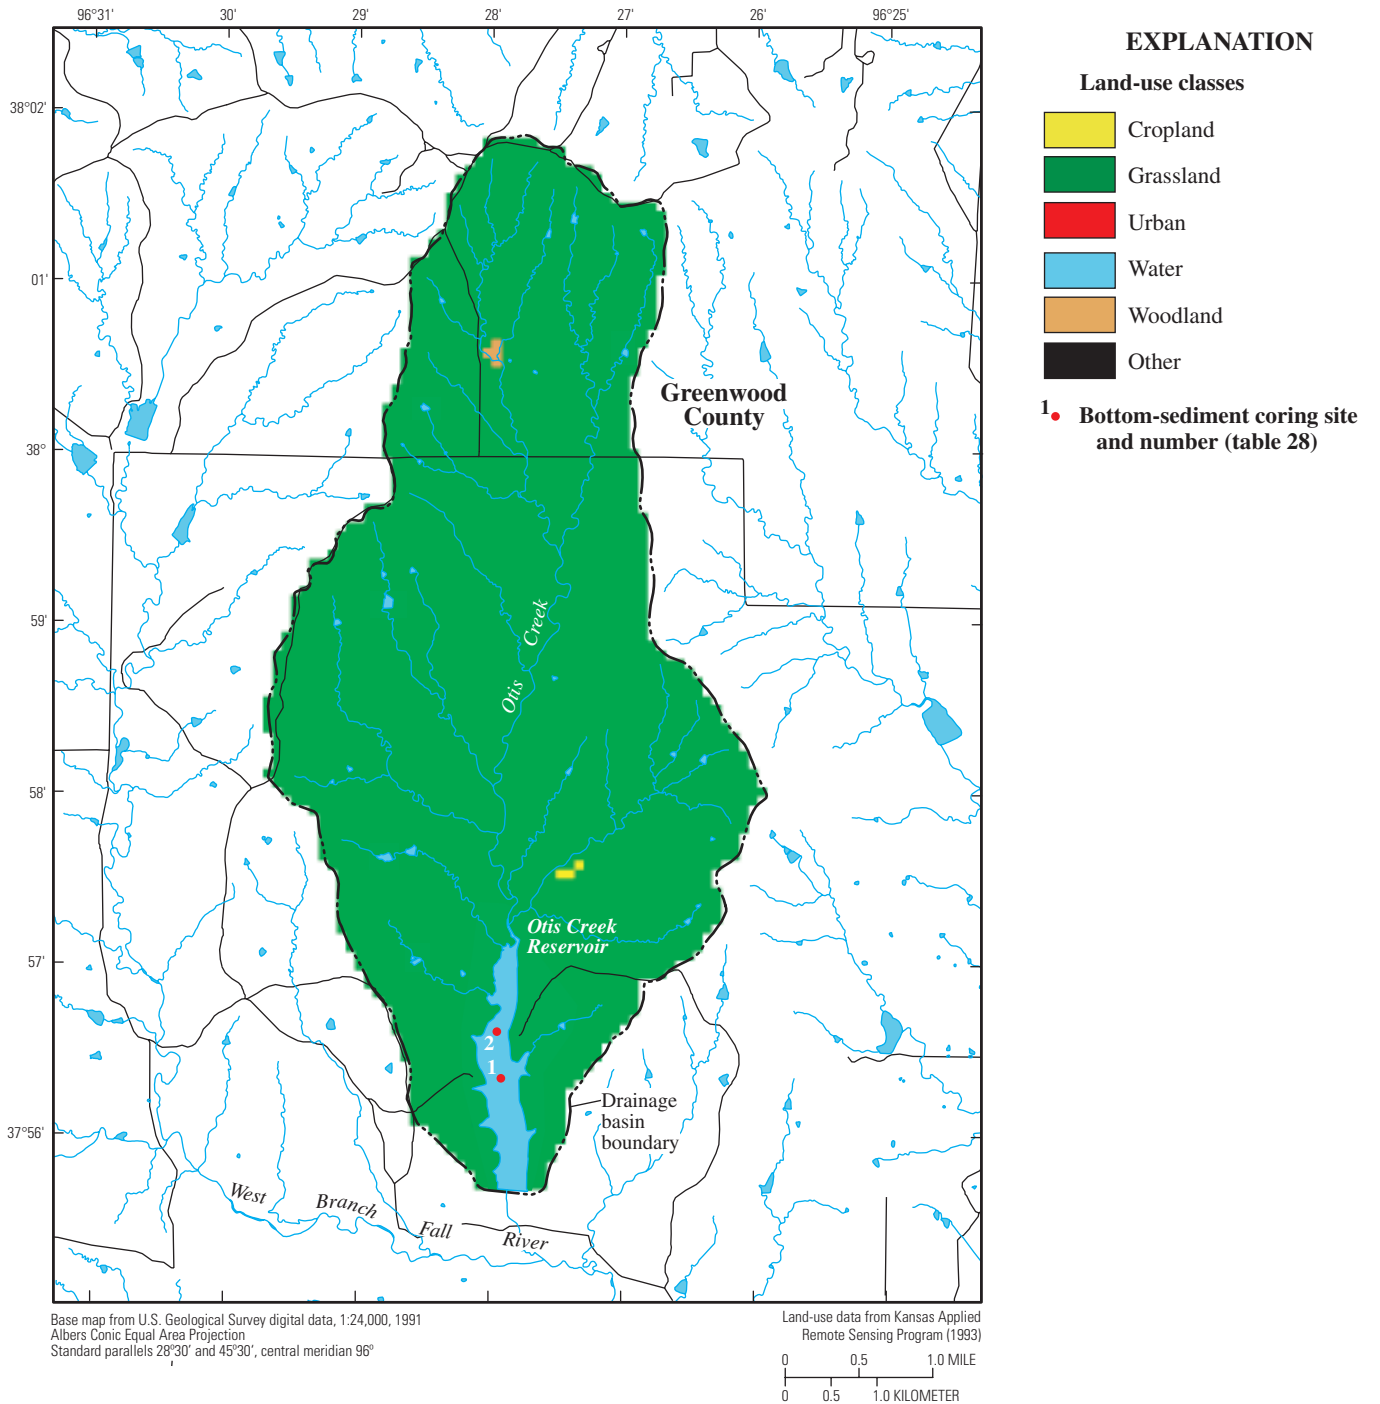 96°31'
30'
29'
28'
27'
26'
96°25'
38°02'
01'
38°
59'
58'
57'
37°56'
Greenwood
County
Otis Creek
Otis Creek
Reservoir
2
1
Drainage
basin
boundary
West Branch Fall River
EXPLANATION
Land-use classes
Cropland
Grassland
Urban
Water
Woodland
Other
1
Bottom-sediment coring site
and number (table 28)
Base map from U.S. Geological Survey digital data, 1:24,000, 1991
Albers Conic Equal Area Projection
Standard parallels 28°30' and 45°30', central meridian 96°
Land-use data from Kansas Applied
Remote Sensing Program (1993)
0 0.5 1.0 MILE
0 0.5 1.0 KILOMETER